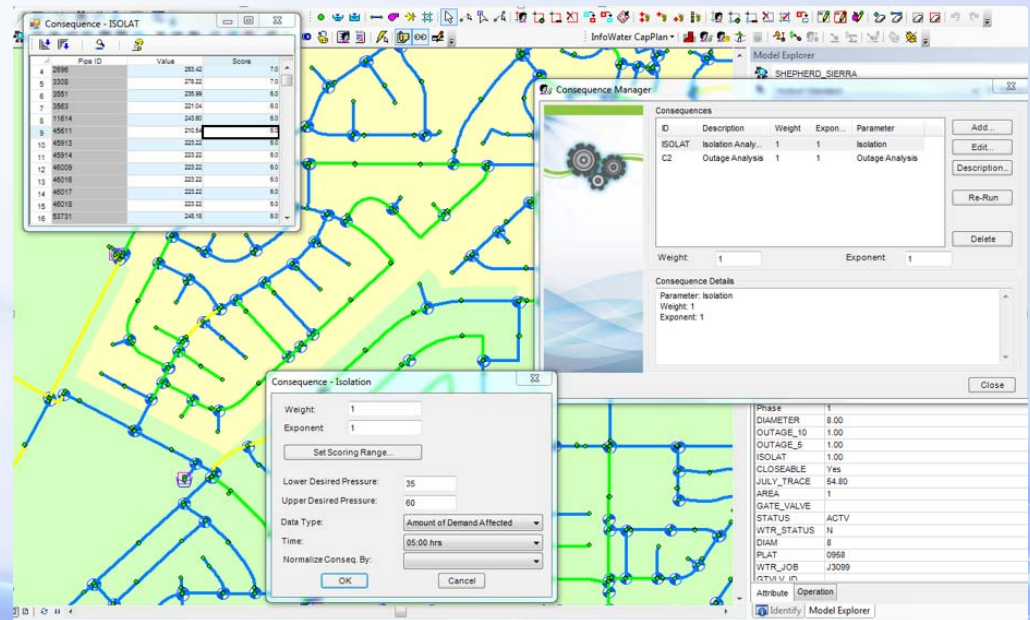 Consequence - ISOLAT
Pipe ID Value Score
4 2696 263.42 7.0
5 3308 276.22 7.0
6 3551 235.99 6.0
7 3563 221.04 6.0
8 11614 243.60 6.0
9 45611 210.54 6.0
10 45913 223.22 6.0
11 45914 223.22 6.0
12 46009 223.22 6.0
13 46016 223.22 6.0
14 46017 223.22 6.0
15 46018 223.22 6.0
16 53731 248.18 6.0
InfoWater CapPlan
Model Explorer
SHEPHERD_SIERRA
Consequence Manager
Consequences
ID Description Weight Expon... Parameter
ISOLAT Isolation Analy... 1 1 Isolation
C2 Outage Analysis 1 1 Outage Analysis
Add...
Edit...
Description...
Re-Run
Delete
Weight 1 Exponent 1
Consequence Details
Parameter: Isolation
Weight: 1
Exponent: 1
Close
Consequence - Isolation
Weight: 1
Exponent 1
Set Scoring Range...
Lower Desired Pressure: 35
Upper Desired Pressure: 60
Data Type: Amount of Demand Affected
Time: 05:00 hrs
Normalize Conseq. By:
OK Cancel
Phase 1
DIAMETER 8.00
OUTAGE_10 1.00
OUTAGE_5 1.00
ISOLAT 1.00
CLOSEABLE Yes
JULY_TRACE 54.80
AREA 1
GATE_VALVE
STATUS ACTV
WTR_STATUS N
DIAM 8
PLAT 0958
WTR_JOB J3099
GTVLV_ID
Attribute Operation
Identify Model Explorer